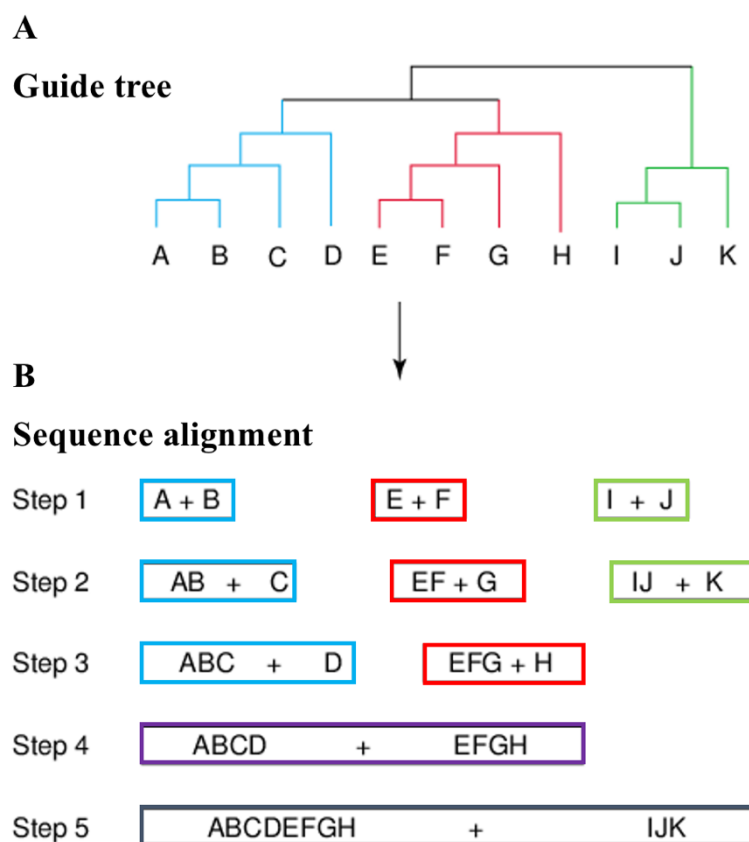 A
Guide tree
A B C D E F G H I J K
B
Sequence alignment
Step 1 A + B E + F I + J
Step 2 AB + C EF + G IJ + K
Step 3 ABC + D EFG + H
Step 4 ABCD + EFGH
Step 5 ABCDEFGH + IJK